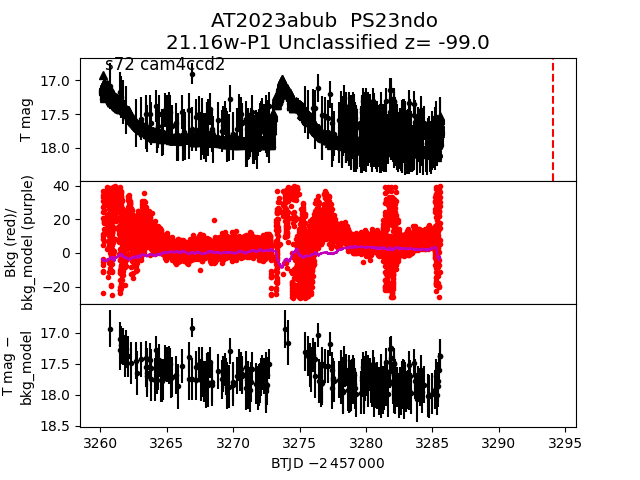 AT2023abub  PS23ndo
21.16w-P1 Unclassified z= -99.0
s72 cam4ccd2
T mag
17.0
17.5
18.0
Bkg (red)/
bkg_model (purple)
40
20
0
−20
T mag −
bkg_model
17.0
17.5
18.0
18.5
3260 3265 3270 3275 3280 3285 3290 3295
BTJD −2 457 000